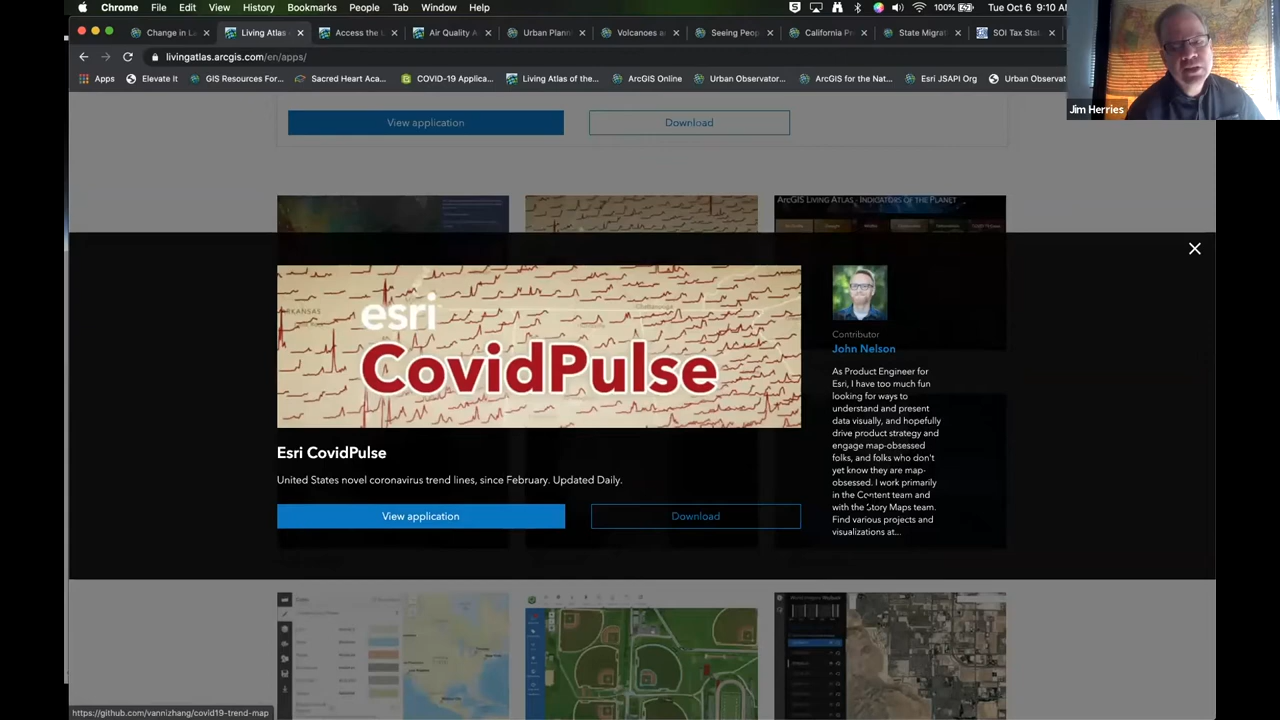 Chrome File Edit View History Bookmarks People Tab Window Help 100% Tue Oct 6 9:10 A
Change in La Living Atlas Access the L Air Quality A Urban Plann Volcanoes a Seeing Peop California Pr State Migrat SOI Tax Stat
livingatlas.arcgis.com/en/apps/
Apps Elevate It GIS Resources For... Sacred Heart Aca... COVID-19 Applica... Living Atlas of the... ArcGIS Online Urban Observator... ArcGIS for the Nat... Esri JSAPI QC Urban Observat
Jim Herries
View application Download
ARCGIS LIVING ATLAS - INDICATORS OF THE PLANET
ARKANSAS
esri
CovidPulse
Esri CovidPulse
United States novel coronavirus trend lines, since February. Updated Daily.
View application Download
Contributor
John Nelson
As Product Engineer for
Esri, I have too much fun
looking for ways to
understand and present
data visually, and hopefully
drive product strategy and
engage map-obsessed
folks, and folks who don't
yet know they are map-
obsessed. I work primarily
in the Content team and
with the Story Maps team.
Find various projects and
visualizations at...
https://github.com/vannizhang/covid19-trend-map